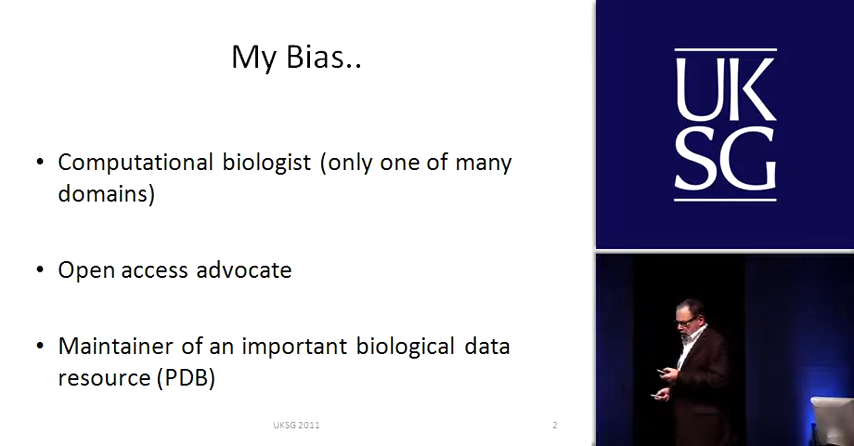 My Bias..
• Computational biologist (only one of many
domains)
• Open access advocate
• Maintainer of an important biological data
resource (PDB)
UKSG 2011
2
UK
SG